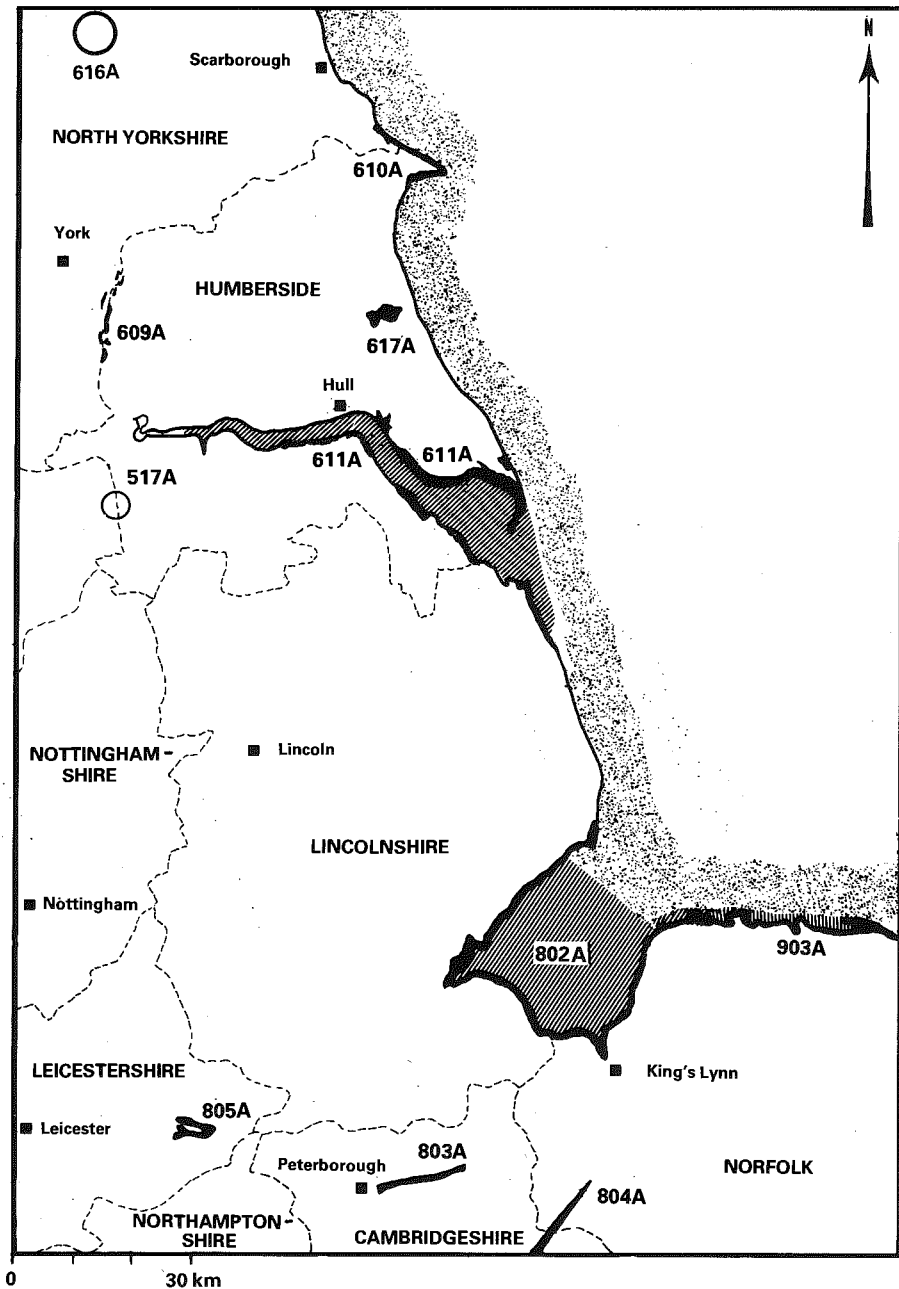 N
616A
Scarborough
NORTH YORKSHIRE
610A
York
HUMBERSIDE
609A
617A
Hull
611A
611A
517A
NOTTINGHAM-
SHIRE
Lincoln
LINCOLNSHIRE
Nottingham
802A
903A
LEICESTERSHIRE
King's Lynn
805A
Leicester
803A
Peterborough
NORFOLK
804A
NORTHAMPTON-
SHIRE
CAMBRIDGESHIRE
0
30 km